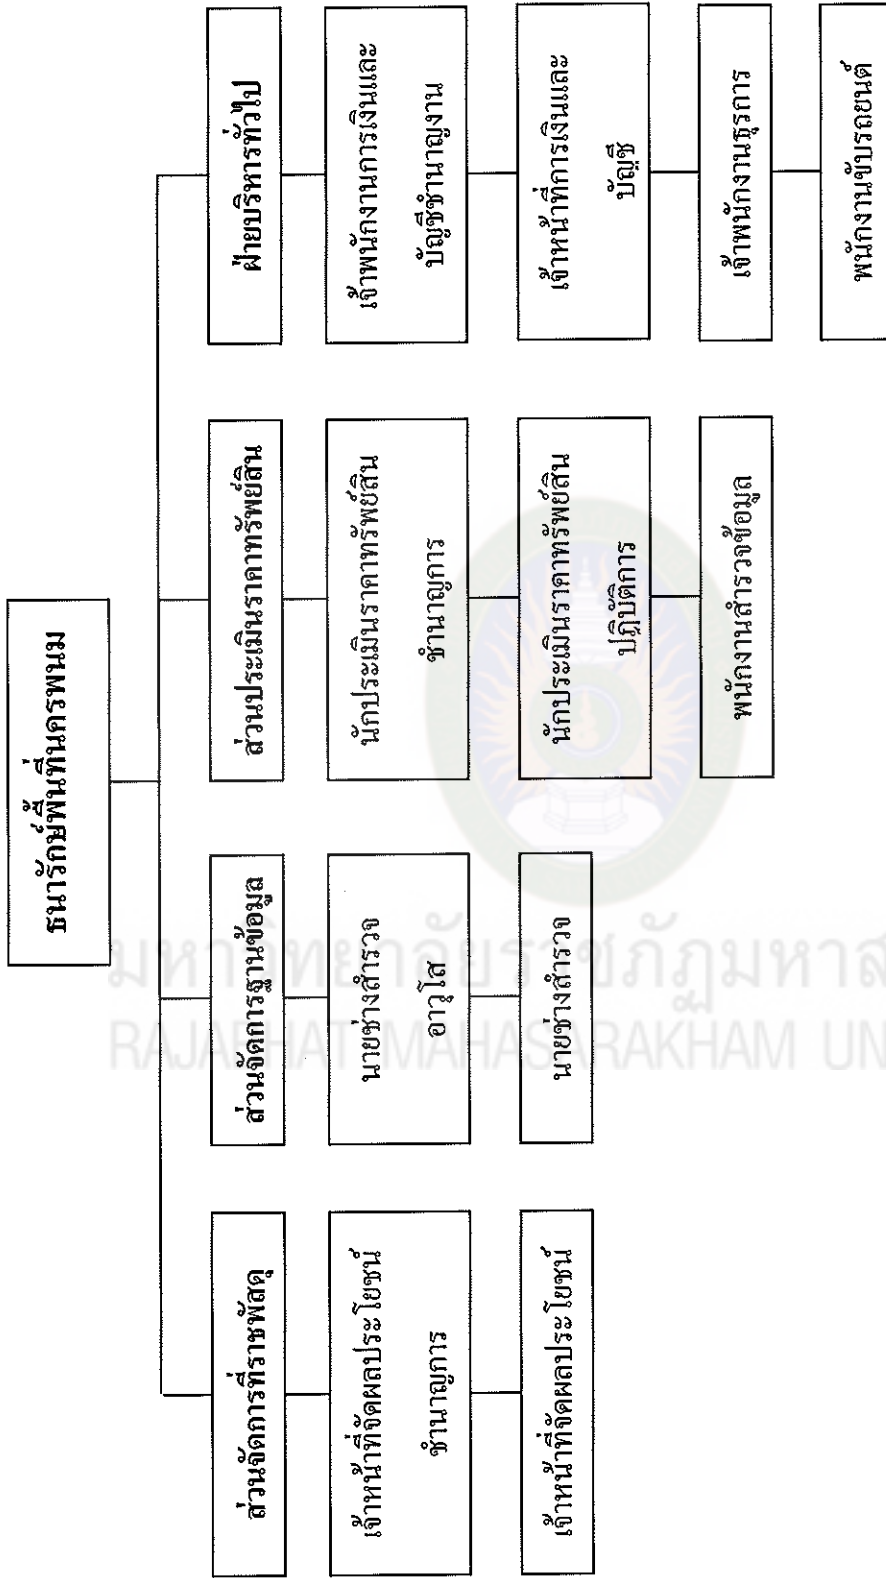 ธนารักษ์พื้นที่นครพนม
ส่วนจัดการที่ราชพัสดุ
เจ้าหน้าที่จัดผลประโยชน์
ชำนาญการ
เจ้าหน้าที่จัดผลประโยชน์
ส่วนจัดการฐานข้อมูล
นายช่างสำรวจ
อาวุโส
นายช่างสำรวจ
ส่วนประเมินราคาทรัพย์สิน
นักประเมินราคาทรัพย์สิน
ชำนาญการ
นักประเมินราคาทรัพย์สิน
ปฏิบัติการ
พนักงานสำรวจข้อมูล
ฝ่ายบริหารทั่วไป
เจ้าพนักงานการเงินและ
บัญชีชำนาญงาน
เจ้าหน้าที่การเงินและ
บัญชี
เจ้าพนักงานธุรการ
พนักงานขับรถยนต์
มหาวิทยาลัยราชภัฏมหาส
RAJABHAT MAHASARAKHAM UN